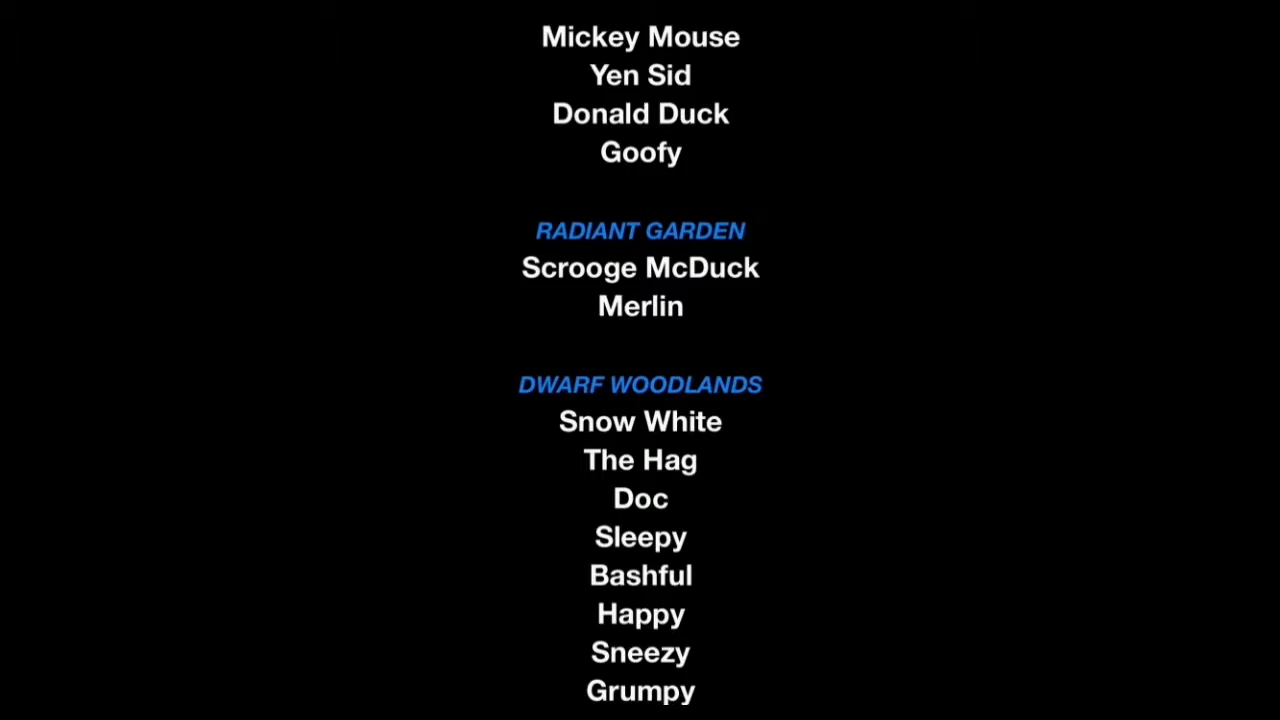 Mickey Mouse
Yen Sid
Donald Duck
Goofy
RADIANT GARDEN
Scrooge McDuck
Merlin
DWARF WOODLANDS
Snow White
The Hag
Doc
Sleepy
Bashful
Happy
Sneezy
Grumpy